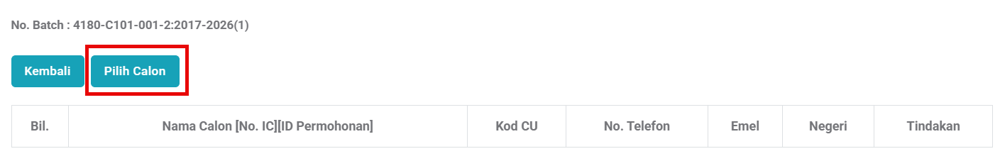 No. Batch : 4180-C101-001-2:2017-2026(1)
Kembali Pilih Calon
Bil. Nama Calon [No. IC][ID Permohonan] Kod CU No. Telefon Emel Negeri Tindakan